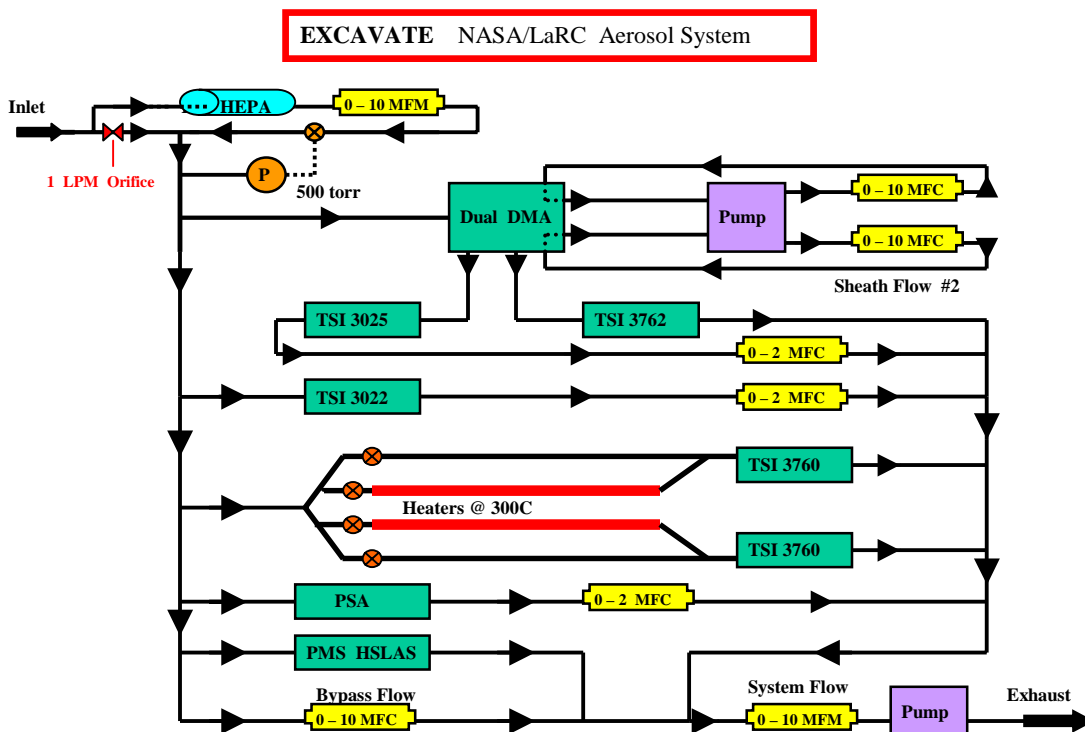 EXCAVATE NASA/LaRC Aerosol System
Inlet
HEPA
0 – 10 MFM
1 LPM Orifice
P
500 torr
Dual DMA
Pump
0 – 10 MFC
0 – 10 MFC
Sheath Flow #2
TSI 3025
TSI 3762
0 – 2 MFC
TSI 3022
0 – 2 MFC
TSI 3760
Heaters @ 300C
TSI 3760
PSA
0 – 2 MFC
PMS HSLAS
Bypass Flow
0 – 10 MFC
System Flow
0 – 10 MFM
Pump
Exhaust